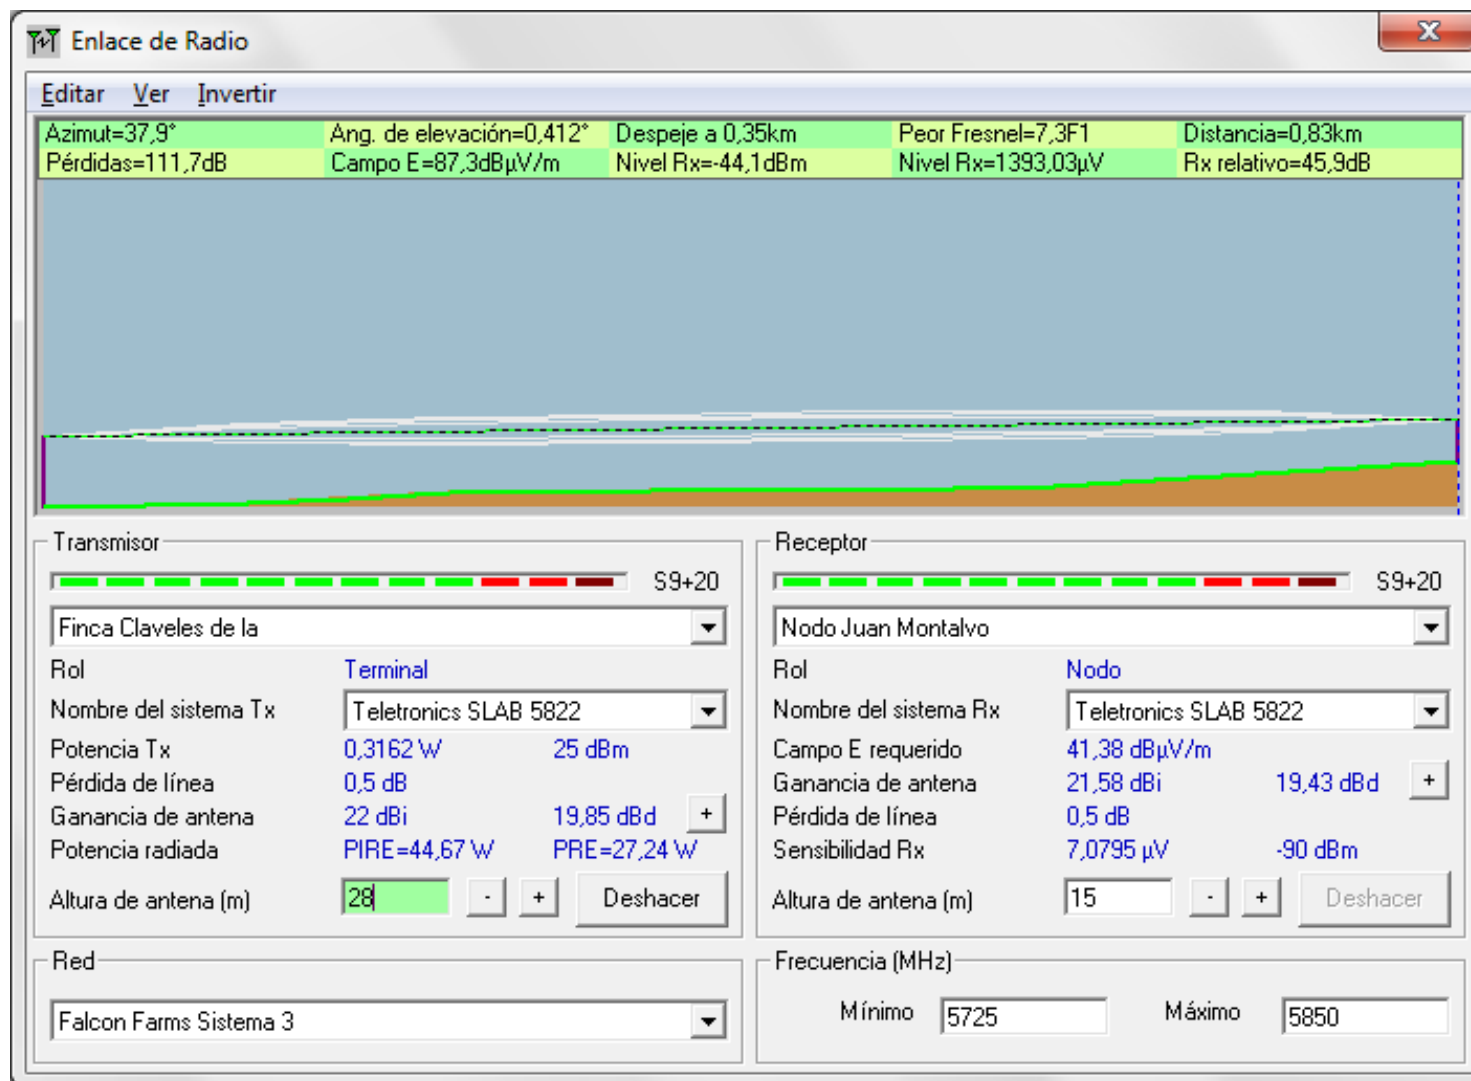 Enlace de Radio
Editar Ver Invertir
Azimut=37,9° Ang. de elevación=0,412° Despeje a 0,35km Peor Fresnel=7,3F1 Distancia=0,83km
Pérdidas=111,7dB Campo E=87,3dBµV/m Nivel Rx=-44,1dBm Nivel Rx=1393,03µV Rx relativo=45,9dB
Transmisor
S9+20
Finca Claveles de la
Rol Terminal
Nombre del sistema Tx Teletronics SLAB 5822
Potencia Tx 0,3162 W 25 dBm
Pérdida de línea 0,5 dB
Ganancia de antena 22 dBi 19,85 dBd +
Potencia radiada PIRE=44,67 W PRE=27,24 W
Altura de antena (m) 28 - + Deshacer
Receptor
S9+20
Nodo Juan Montalvo
Rol Nodo
Nombre del sistema Rx Teletronics SLAB 5822
Campo E requerido 41,38 dBµV/m
Ganancia de antena 21,58 dBi 19,43 dBd +
Pérdida de línea 0,5 dB
Sensibilidad Rx 7,0795 µV -90 dBm
Altura de antena (m) 15 - + Deshacer
Red
Falcon Farms Sistema 3
Frecuencia (MHz)
Mínimo 5725 Máximo 5850